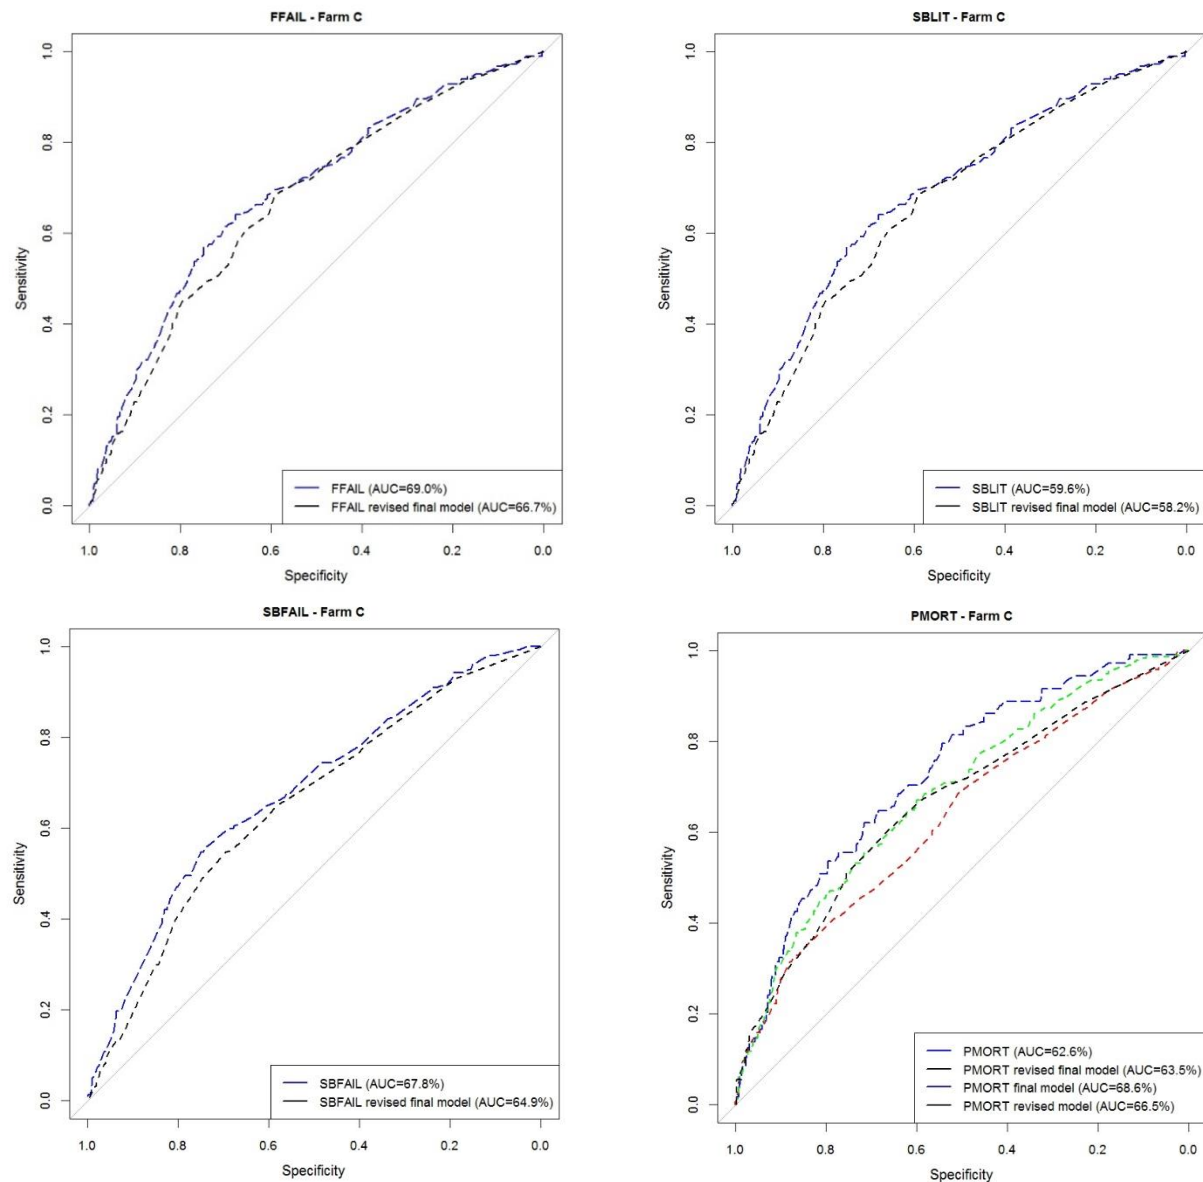 FFAIL - Farm C
1.0
0.8
0.6
0.4
0.2
0.0
Sensitivity
FFAIL (AUC=69.0%)
FFAIL revised final model (AUC=66.7%)
1.0 0.8 0.6 0.4 0.2 0.0
Specificity
SBLIT - Farm C
1.0
0.8
0.6
0.4
0.2
0.0
Sensitivity
SBLIT (AUC=59.6%)
SBLIT revised final model (AUC=58.2%)
1.0 0.8 0.6 0.4 0.2 0.0
Specificity
SBFAIL - Farm C
1.0
0.8
0.6
0.4
0.2
0.0
Sensitivity
SBFAIL (AUC=67.8%)
SBFAIL revised final model (AUC=64.9%)
1.0 0.8 0.6 0.4 0.2 0.0
Specificity
PMORT - Farm C
1.0
0.8
0.6
0.4
0.2
0.0
Sensitivity
PMORT (AUC=62.6%)
PMORT revised final model (AUC=63.5%)
PMORT final model (AUC=68.6%)
PMORT revised model (AUC=66.5%)
1.0 0.8 0.6 0.4 0.2 0.0
Specificity